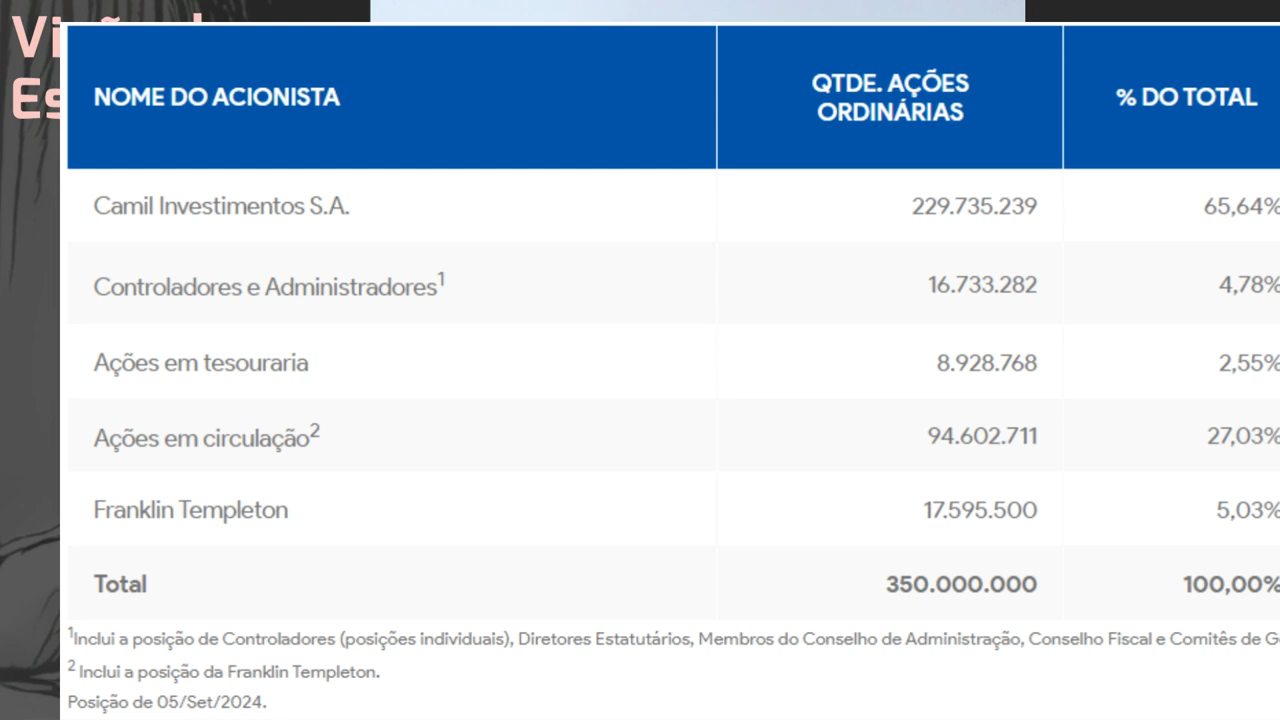 NOME DO ACIONISTA QTDE. AÇÕES ORDINÁRIAS % DO TOTAL
Camil Investimentos S.A. 229.735.239 65,64%
Controladores e Administradores¹ 16.733.282 4,78%
Ações em tesouraria 8.928.768 2,55%
Ações em circulação² 94.602.711 27,03%
Franklin Templeton 17.595.500 5,03%
Total 350.000.000 100,00%
¹Inclui a posição de Controladores (posições individuais), Diretores Estatutários, Membros do Conselho de Administração, Conselho Fiscal e Comitês de
² Inclui a posição da Franklin Templeton.
Posição de 05/Set/2024.